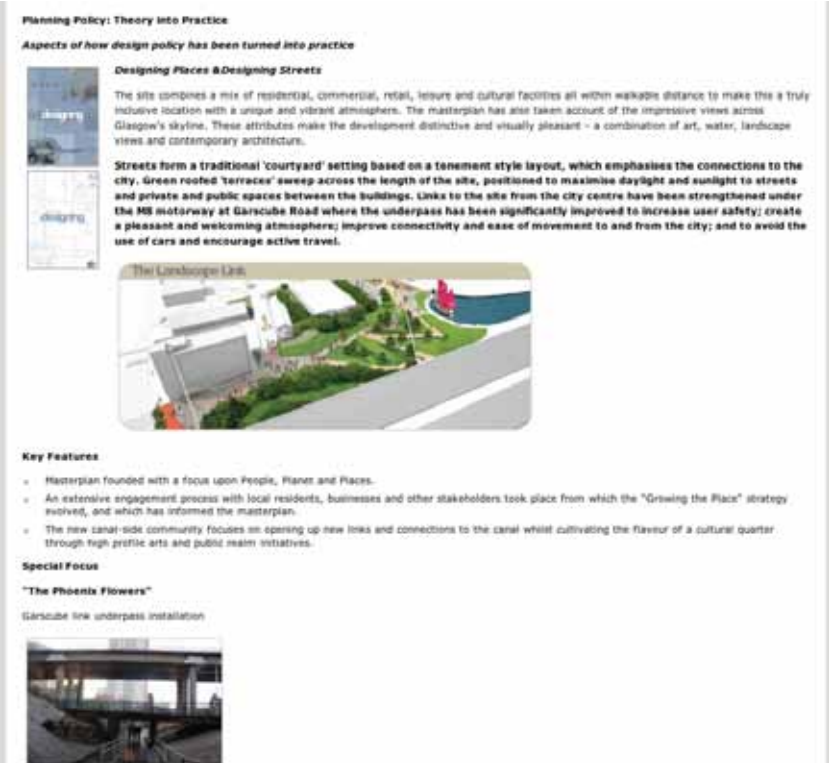 Planning Policy: Theory into Practice
Aspects of how design policy has been turned into practice
Designing Places &Designing Streets
The site combines a mix of residential, commercial, retail, leisure and cultural facilities all within walkable distance to make this a truly
inclusive location with a unique and vibrant atmosphere. The masterplan has also taken account of the impressive views across
Glasgow's skyline. These attributes make the development distinctive and visually pleasant – a combination of art, water, landscape
views and contemporary architecture.
designing
Streets form a traditional 'courtyard' setting based on a tenement style layout, which emphasises the connections to the
city. Green roofed 'terraces' sweep across the length of the site, positioned to maximise daylight and sunlight to streets
and private and public spaces between the buildings. Links to the site from the city centre have been strengthened under
the M8 motorway at Garscube Road where the underpass has been significantly improved to increase user safety; create
a pleasant and welcoming atmosphere; improve connectivity and ease of movement to and from the city; and to avoid the
use of cars and encourage active travel.
designing
The Landscape Link
Key Features
Masterplan founded with a focus upon People, Planet and Places.
An extensive engagement process with local residents, businesses and other stakeholders took place from which the "Growing the Place" strategy
evolved, and which has informed the masterplan.
The new canal-side community focuses on opening up new links and connections to the canal whilst cultivating the flavour of a cultural quarter
through high profile arts and public realm initiatives.
Special Focus
"The Phoenix Flowers"
Garscube link underpass installation